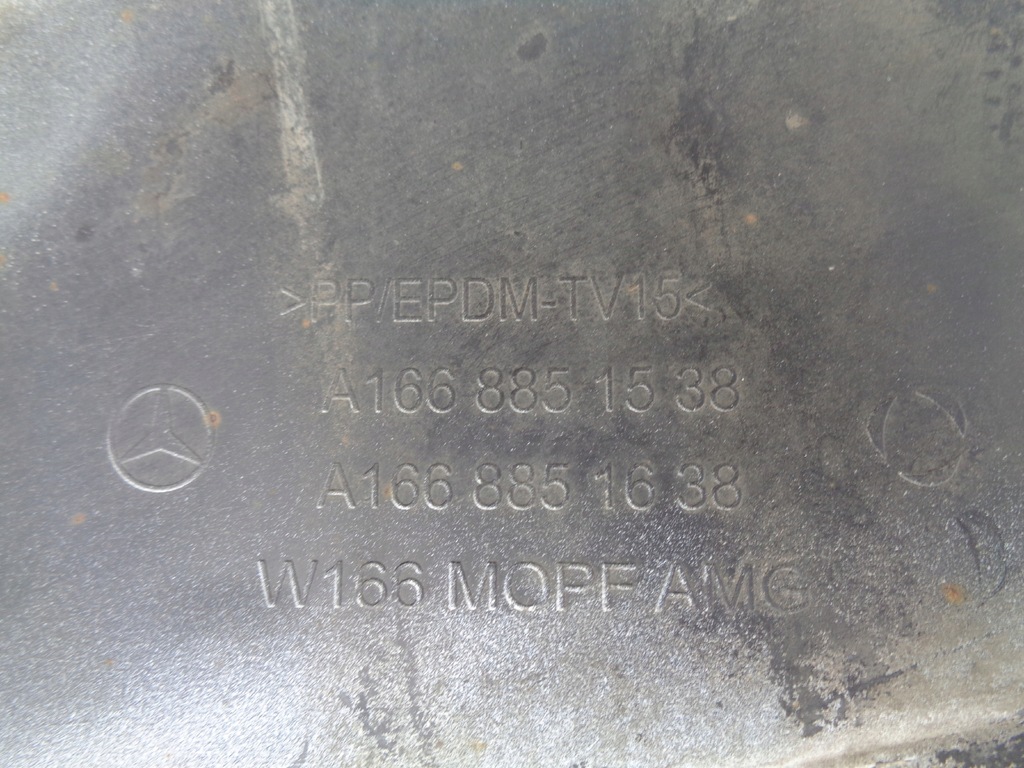 >PP/EPDM-TV15<
A166 885 15 38
A166 885 16 38
W166 MOPF AMG